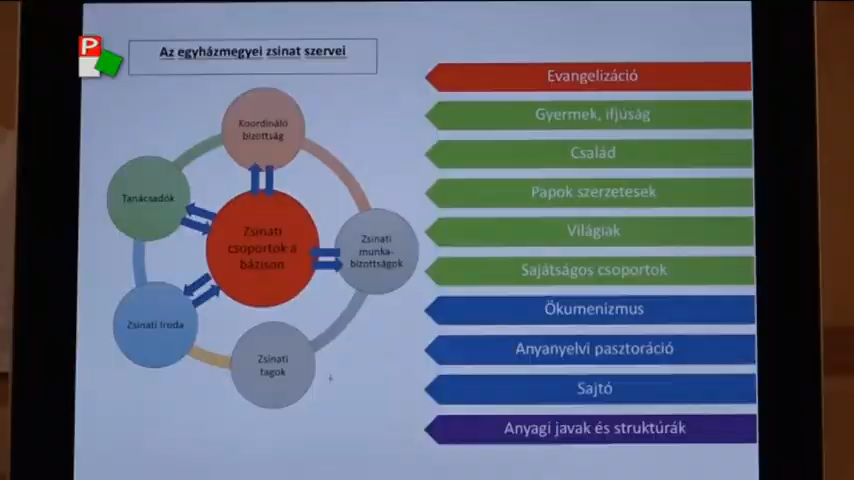 P
Az egyházmegyei zsinat szervei
Koordináló
bizottság
Tanácsadók
Zsinati
csoportok a
bázison
Zsinati
munka-
bizottságok
Zsinati Iroda
Zsinati
tagok
Evangelizáció
Gyermek, ifjúság
Család
Papok szerzetesek
Világiak
Sajátságos csoportok
Ökumenizmus
Anyanyelvi pasztoráció
Sajtó
Anyagi javak és struktúrák